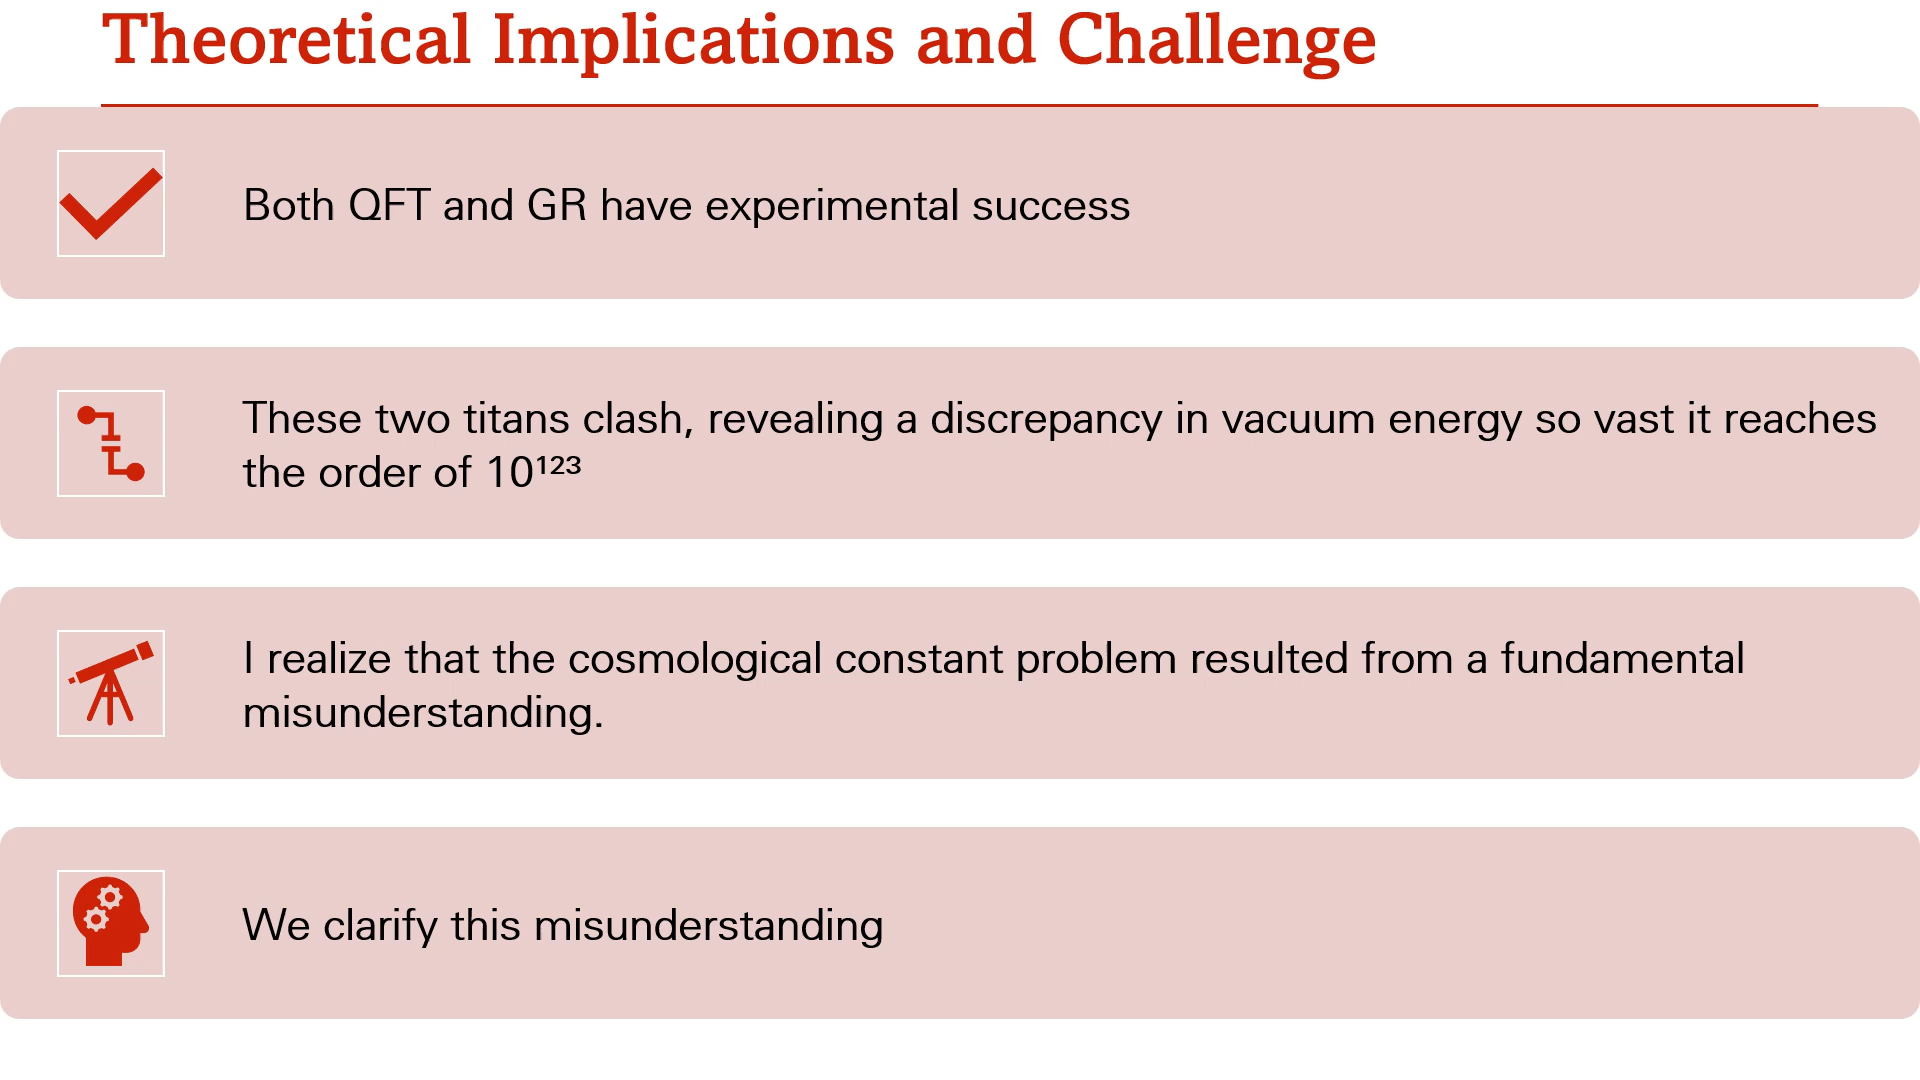 Theoretical Implications and Challenge
Both QFT and GR have experimental success
These two titans clash, revealing a discrepancy in vacuum energy so vast it reaches
the order of 10¹²³
I realize that the cosmological constant problem resulted from a fundamental
misunderstanding.
We clarify this misunderstanding